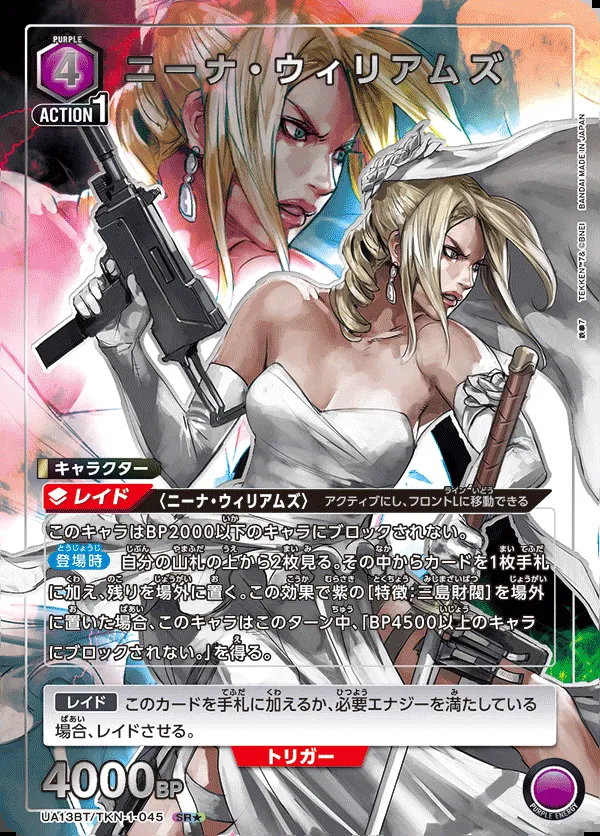 PURPLE
4
ACTION 1
ニーナ・ウィリアムズ
BANDAI MADE IN JAPAN
TEKKEN™7& ©BNEI
鉄拳7
キャラクター
レイド 〈ニーナ・ウィリアムズ〉 アクティブにし、フロントLに移動できる
このキャラはBP2000以下のキャラにブロックされない。
登場時 自分の山札の上から2枚見る。その中からカードを1枚手札
に加え、残りを場外に置く。この効果で紫の[特徴:三島財閥]を場外
に置いた場合、このキャラはこのターン中、「BP4500以上のキャラ
にブロックされない。」を得る。
レイド このカードを手札に加えるか、必要エナジーを満たしている
場合、レイドさせる。
トリガー
4000BP
PURPLE ENERGY
UA13BT/TKN-1-045 SR★